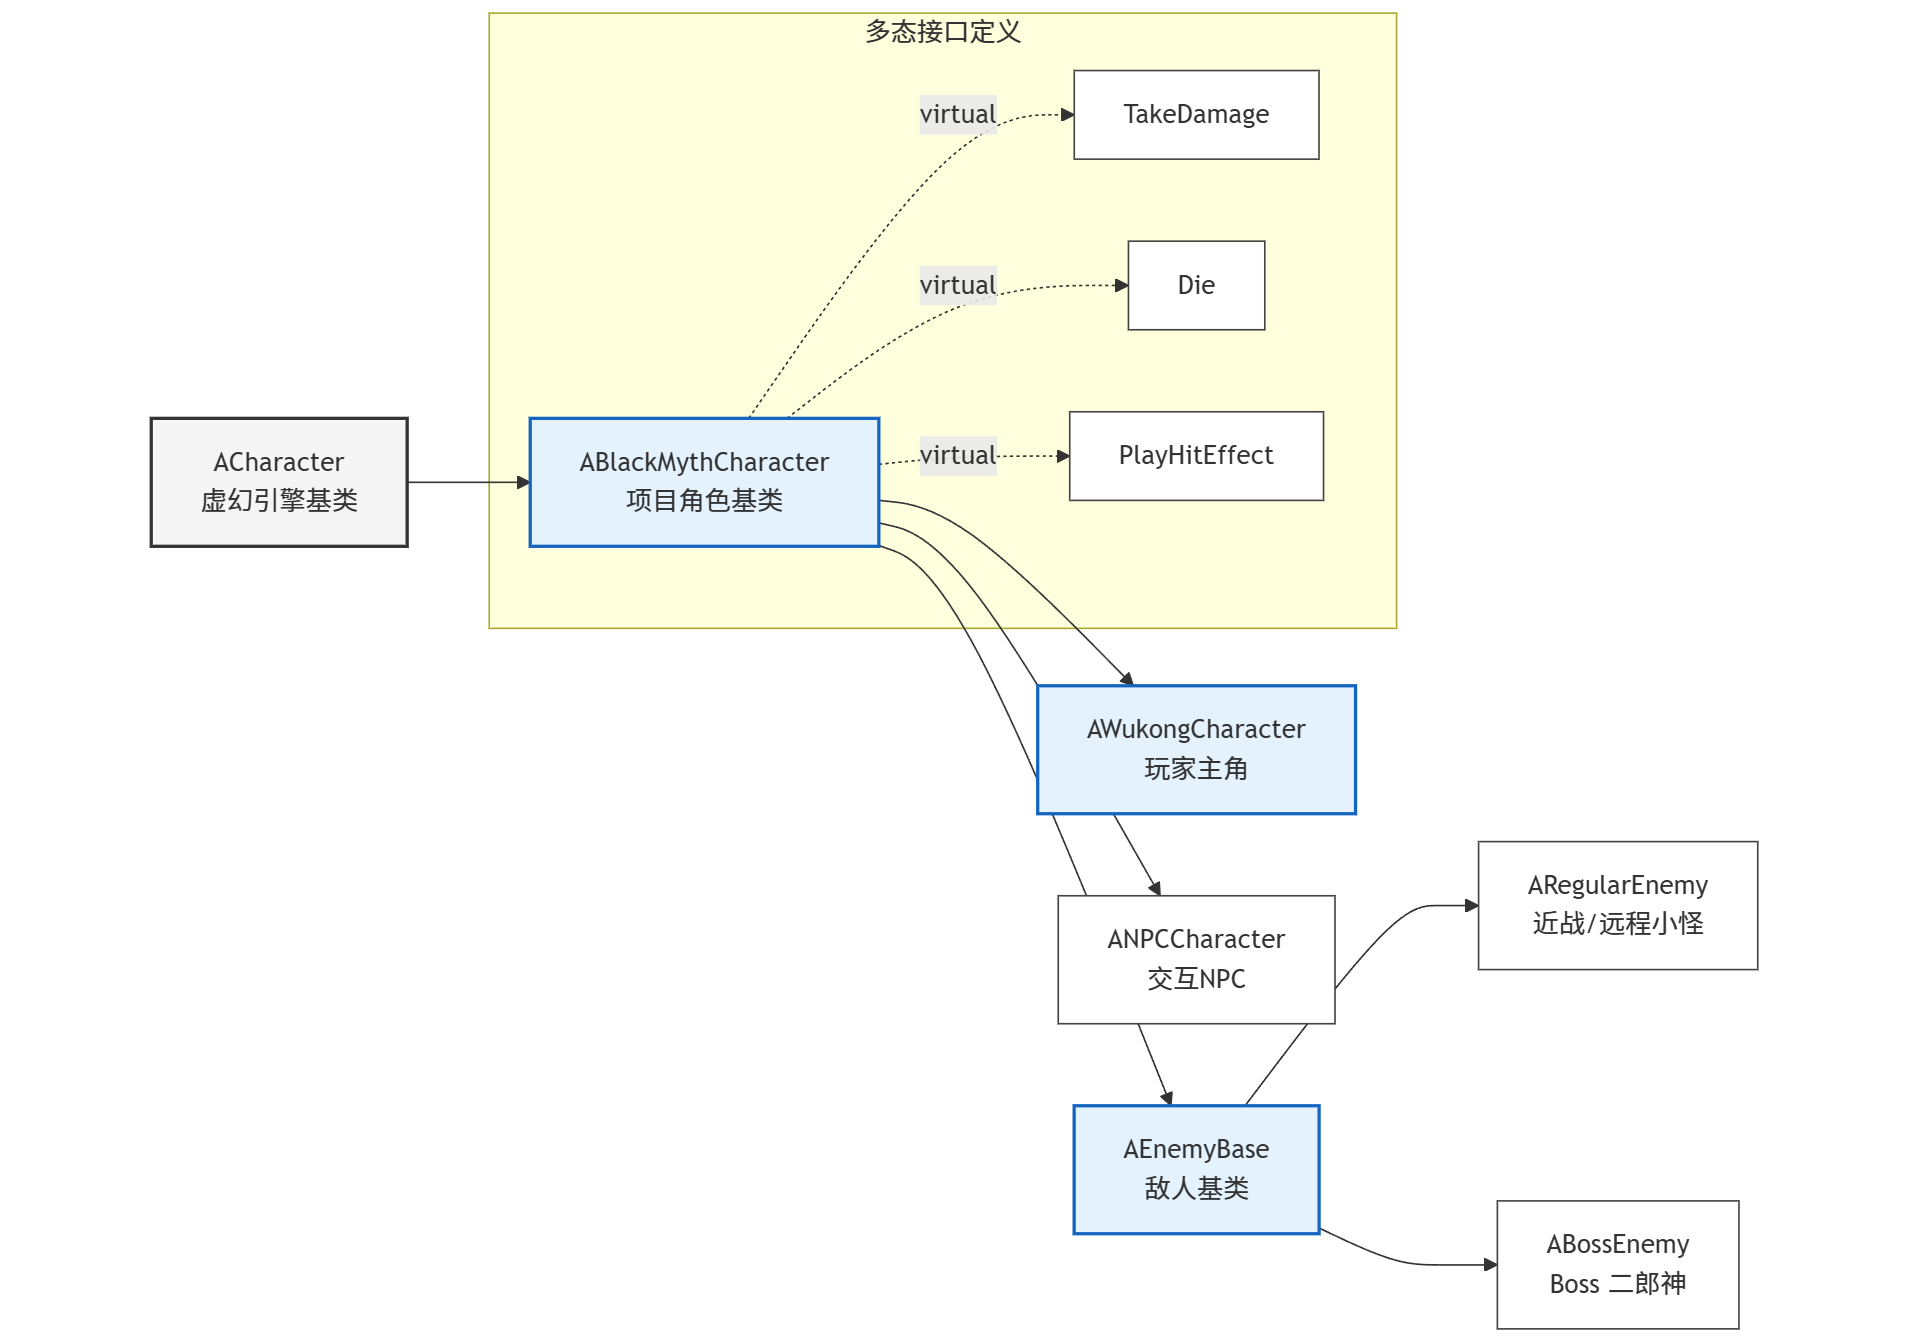 多态接口定义
virtual
TakeDamage
virtual
Die
virtual
PlayHitEffect
ACharacter
虚幻引擎基类
ABlackMythCharacter
项目角色基类
AWukongCharacter
玩家主角
ARegularEnemy
近战/远程小怪
ANPCCharacter
交互NPC
AEnemyBase
敌人基类
ABossEnemy
Boss 二郎神